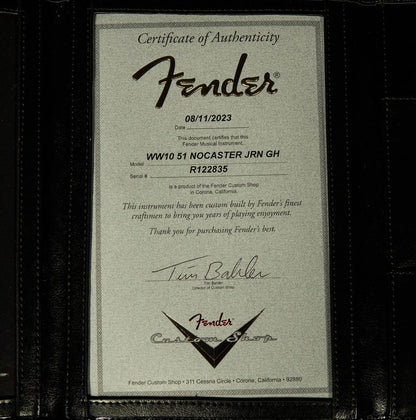 Certificate of Authenticity
Fender®
08/11/2023
Date
This document certifies that this
Fender Musical Instrument,
WW10 51 NOCASTER JRN GH
Model
R122835
Serial #
is a product of the Fender Custom Shop
in Corona, California.
This instrument has been custom built by Fender's finest
craftsmen to bring you years of playing enjoyment.
Thank you for purchasing Fender's best.
Tim Bahler
Director of Custom Shop
Fender
Custom Shop
Fender Custom Shop • 311 Cessna Circle • Corona, California • 92880